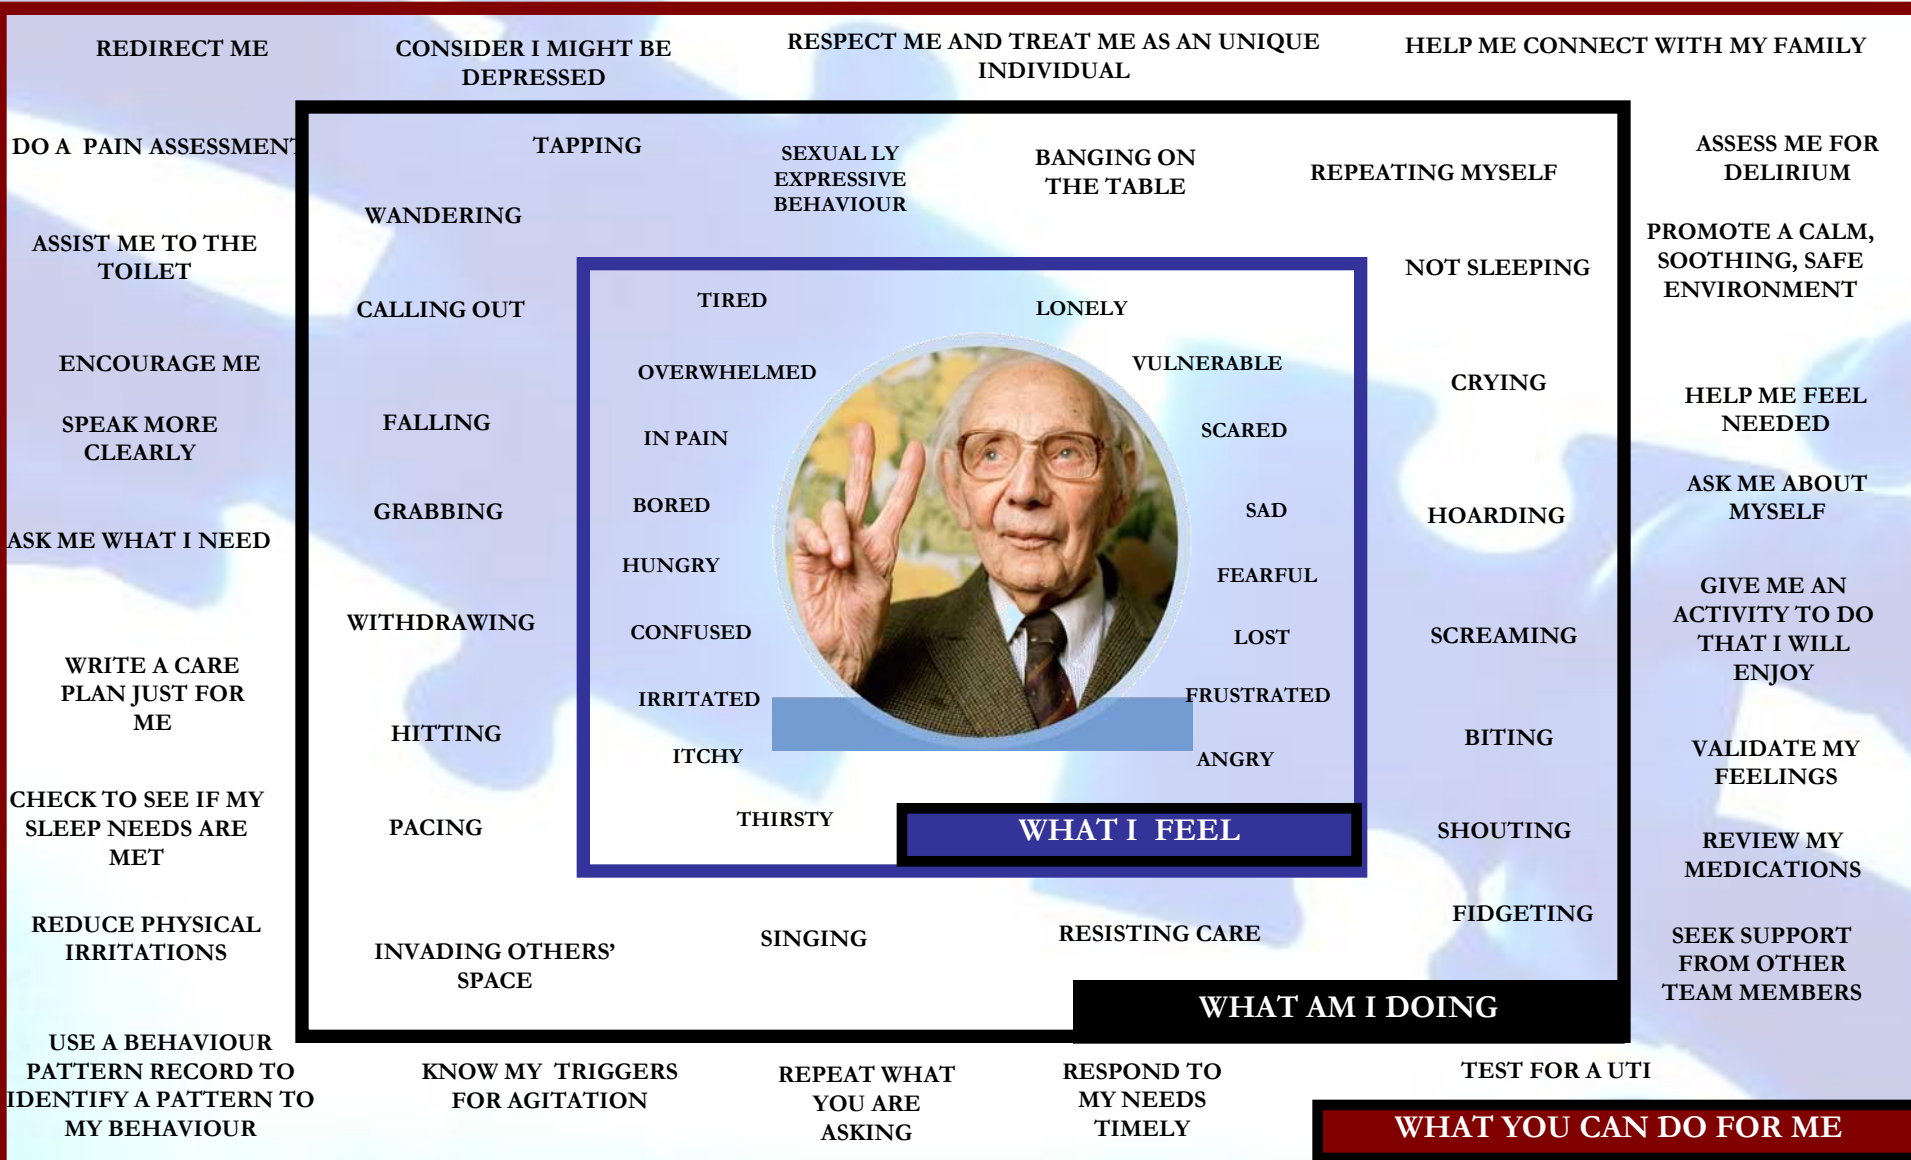 REDIRECT ME
CONSIDER I MIGHT BE
DEPRESSED
RESPECT ME AND TREAT ME AS AN UNIQUE
INDIVIDUAL
HELP ME CONNECT WITH MY FAMILY
DO A PAIN ASSESSMENT
ASSIST ME TO THE
TOILET
ENCOURAGE ME
SPEAK MORE
CLEARLY
ASK ME WHAT I NEED
WRITE A CARE
PLAN JUST FOR
ME
CHECK TO SEE IF MY
SLEEP NEEDS ARE
MET
REDUCE PHYSICAL
IRRITATIONS
USE A BEHAVIOUR
PATTERN RECORD TO
IDENTIFY A PATTERN TO
MY BEHAVIOUR
TAPPING
SEXUAL LY
EXPRESSIVE
BEHAVIOUR
BANGING ON
THE TABLE
REPEATING MYSELF
WANDERING
CALLING OUT
FALLING
GRABBING
WITHDRAWING
HITTING
PACING
INVADING OTHERS'
SPACE
TIRED
OVERWHELMED
IN PAIN
BORED
HUNGRY
CONFUSED
IRRITATED
ITCHY
THIRSTY
LONELY
VULNERABLE
SCARED
SAD
FEARFUL
LOST
FRUSTRATED
ANGRY
WHAT I FEEL
NOT SLEEPING
CRYING
HOARDING
SCREAMING
BITING
SHOUTING
FIDGETING
SINGING
RESISTING CARE
WHAT AM I DOING
ASSESS ME FOR
DELIRIUM
PROMOTE A CALM,
SOOTHING, SAFE
ENVIRONMENT
HELP ME FEEL
NEEDED
ASK ME ABOUT
MYSELF
GIVE ME AN
ACTIVITY TO DO
THAT I WILL
ENJOY
VALIDATE MY
FEELINGS
REVIEW MY
MEDICATIONS
SEEK SUPPORT
FROM OTHER
TEAM MEMBERS
KNOW MY TRIGGERS
FOR AGITATION
REPEAT WHAT
YOU ARE
ASKING
RESPOND TO
MY NEEDS
TIMELY
TEST FOR A UTI
WHAT YOU CAN DO FOR ME